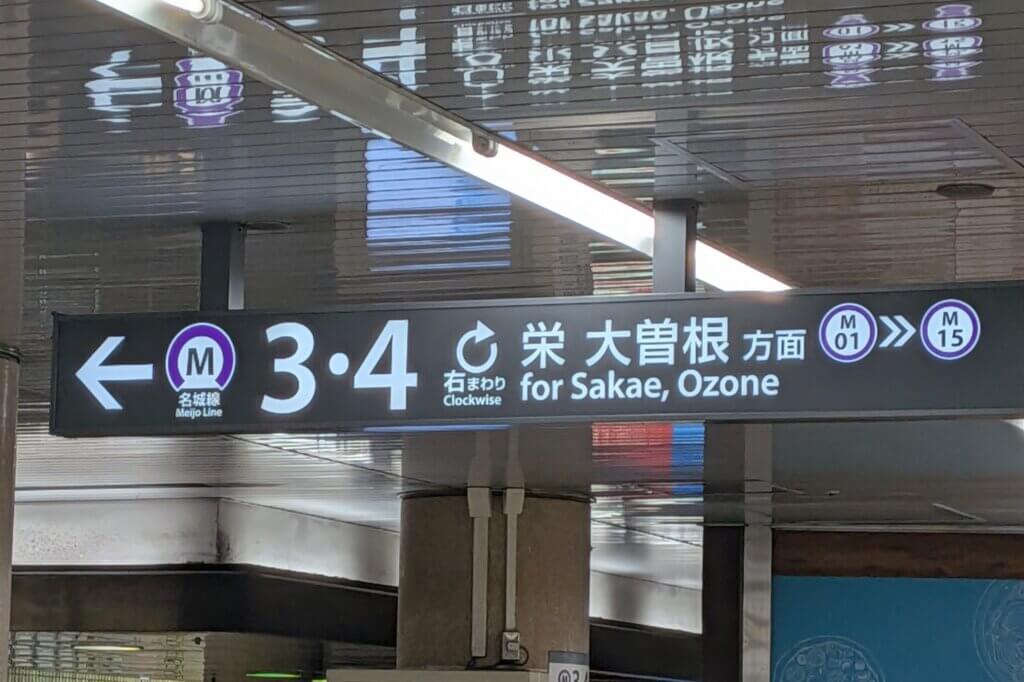 ← M 3・4 右まわり 栄 大曽根 方面 M 01 >> M 15
名城線 Clockwise for Sakae, Ozone
Meijo Line